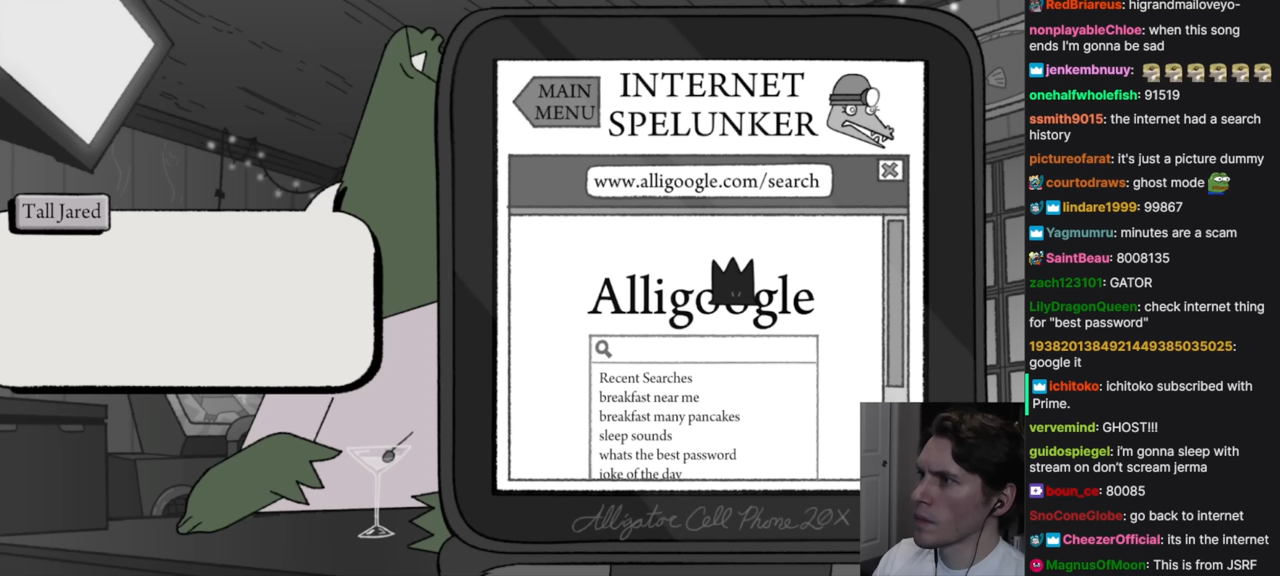 Tall Jared
MAIN
MENU
INTERNET
SPELUNKER
www.alligoogle.com/search
Alligoogle
Recent Searches
breakfast near me
breakfast many pancakes
sleep sounds
whats the best password
joke of the day
Alligator Cell Phone 20X
RedBriareus: higrandmailoveyo-
nonplayableChloe: when this song
ends I'm gonna be sad
jenkembnuuy:
onehalfwholefish: 91519
ssmith9015: the internet had a search
history
pictureofarat: it's just a picture dummy
courtodraws: ghost mode
lindare1999: 99867
Yagmumru: minutes are a scam
SaintBeau: 8008135
zach123101: GATOR
LilyDragonQueen: check internet thing
for "best password"
1938201384921449385035025:
google it
ichitoko: ichitoko subscribed with
Prime.
vervemind: GHOST!!!
guidospiegel: i'm gonna sleep with
stream on don't scream jerma
boun_ce: 80085
SnoConeGlobe: go back to internet
CheezerOfficial: its in the internet
MagnusOfMoon: This is from JSRF